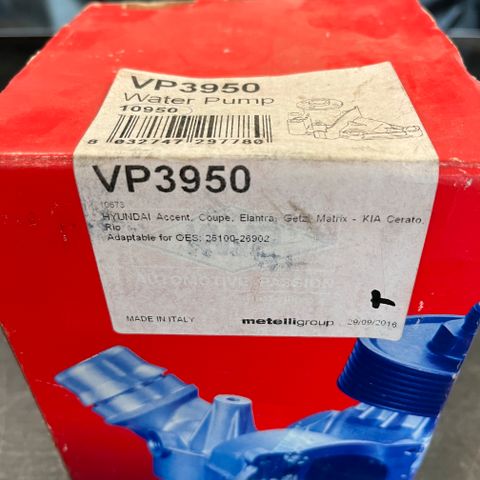 VP3950
Water Pump
10950
8 032747 297780
VP3950
10673
HYUNDAI Accent, Coupe, Elantra, Getz, Matrix - KIA Cerato,
Rio
Adaptable for OES: 25100-26902
AUTOMOTIVE PASSION
MADE IN ITALY
metelligroup
29/09/2016